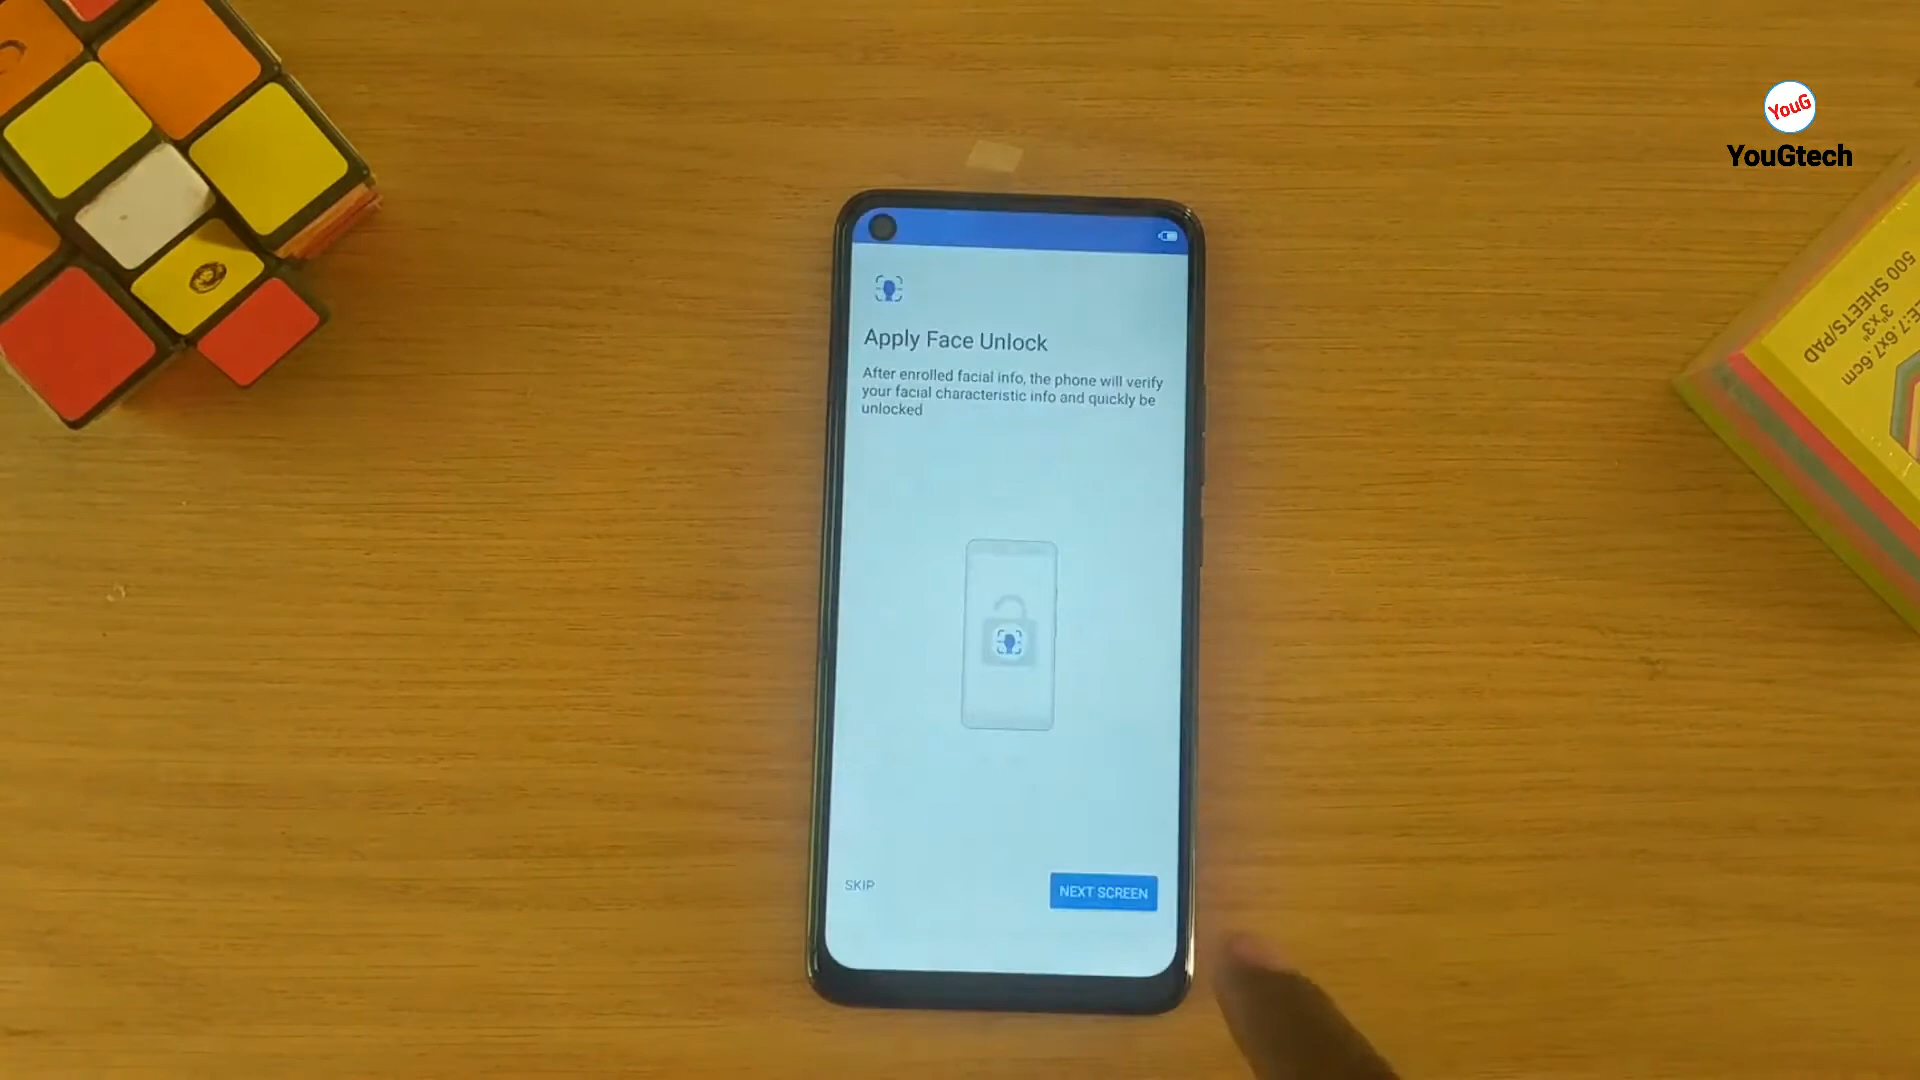 YouG
YouGtech
Apply Face Unlock
After enrolled facial info, the phone will verify
your facial characteristic info and quickly be
unlocked
SKIP
NEXT SCREEN
500 SHEETS/PAD
3"x3"
E:7.6x7.6cm